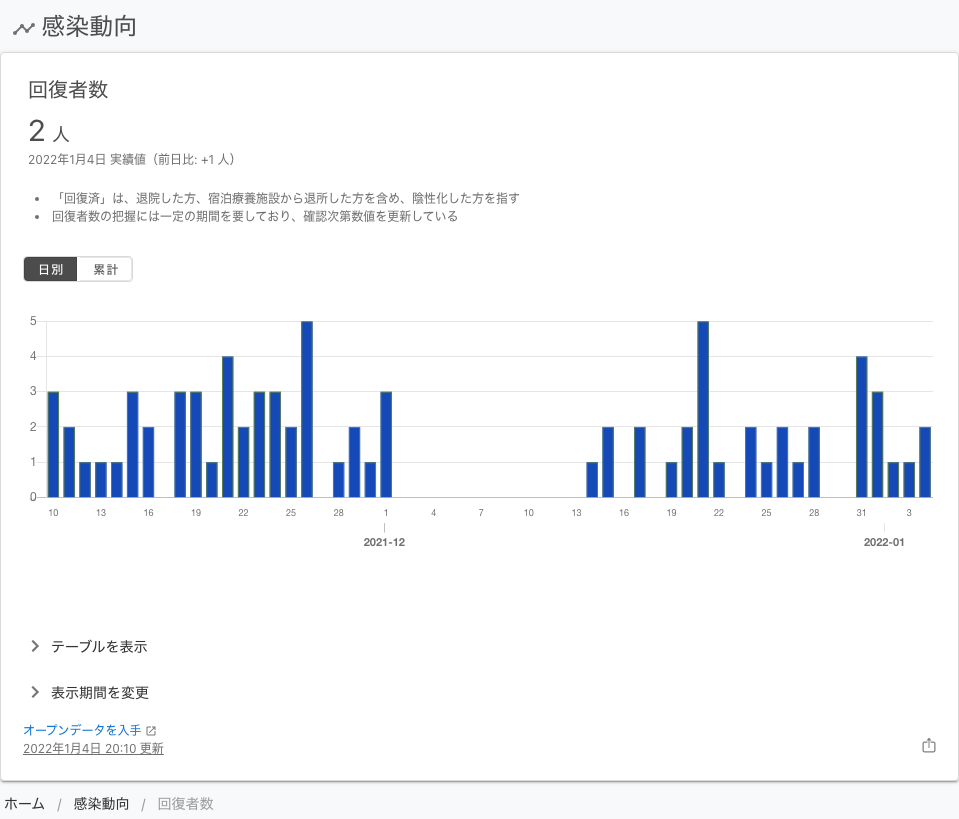 感染動向
回復者数
2 人
2022年1月4日 実績値（前日比: +1 人）
• 「回復済」は、退院した方、宿泊療養施設から退所した方を含め、陰性化した方を指す
• 回復者数の把握には一定の期間を要しており、確認次第数値を更新している
日別 累計
5
4
3
2
1
0
10 13 16 19 22 25 28 1 4 7 10 13 16 19 22 25 28 31 3
2021-12 2022-01
テーブルを表示
表示期間を変更
オープンデータを入手
2022年1月4日 20:10 更新
ホーム / 感染動向 / 回復者数